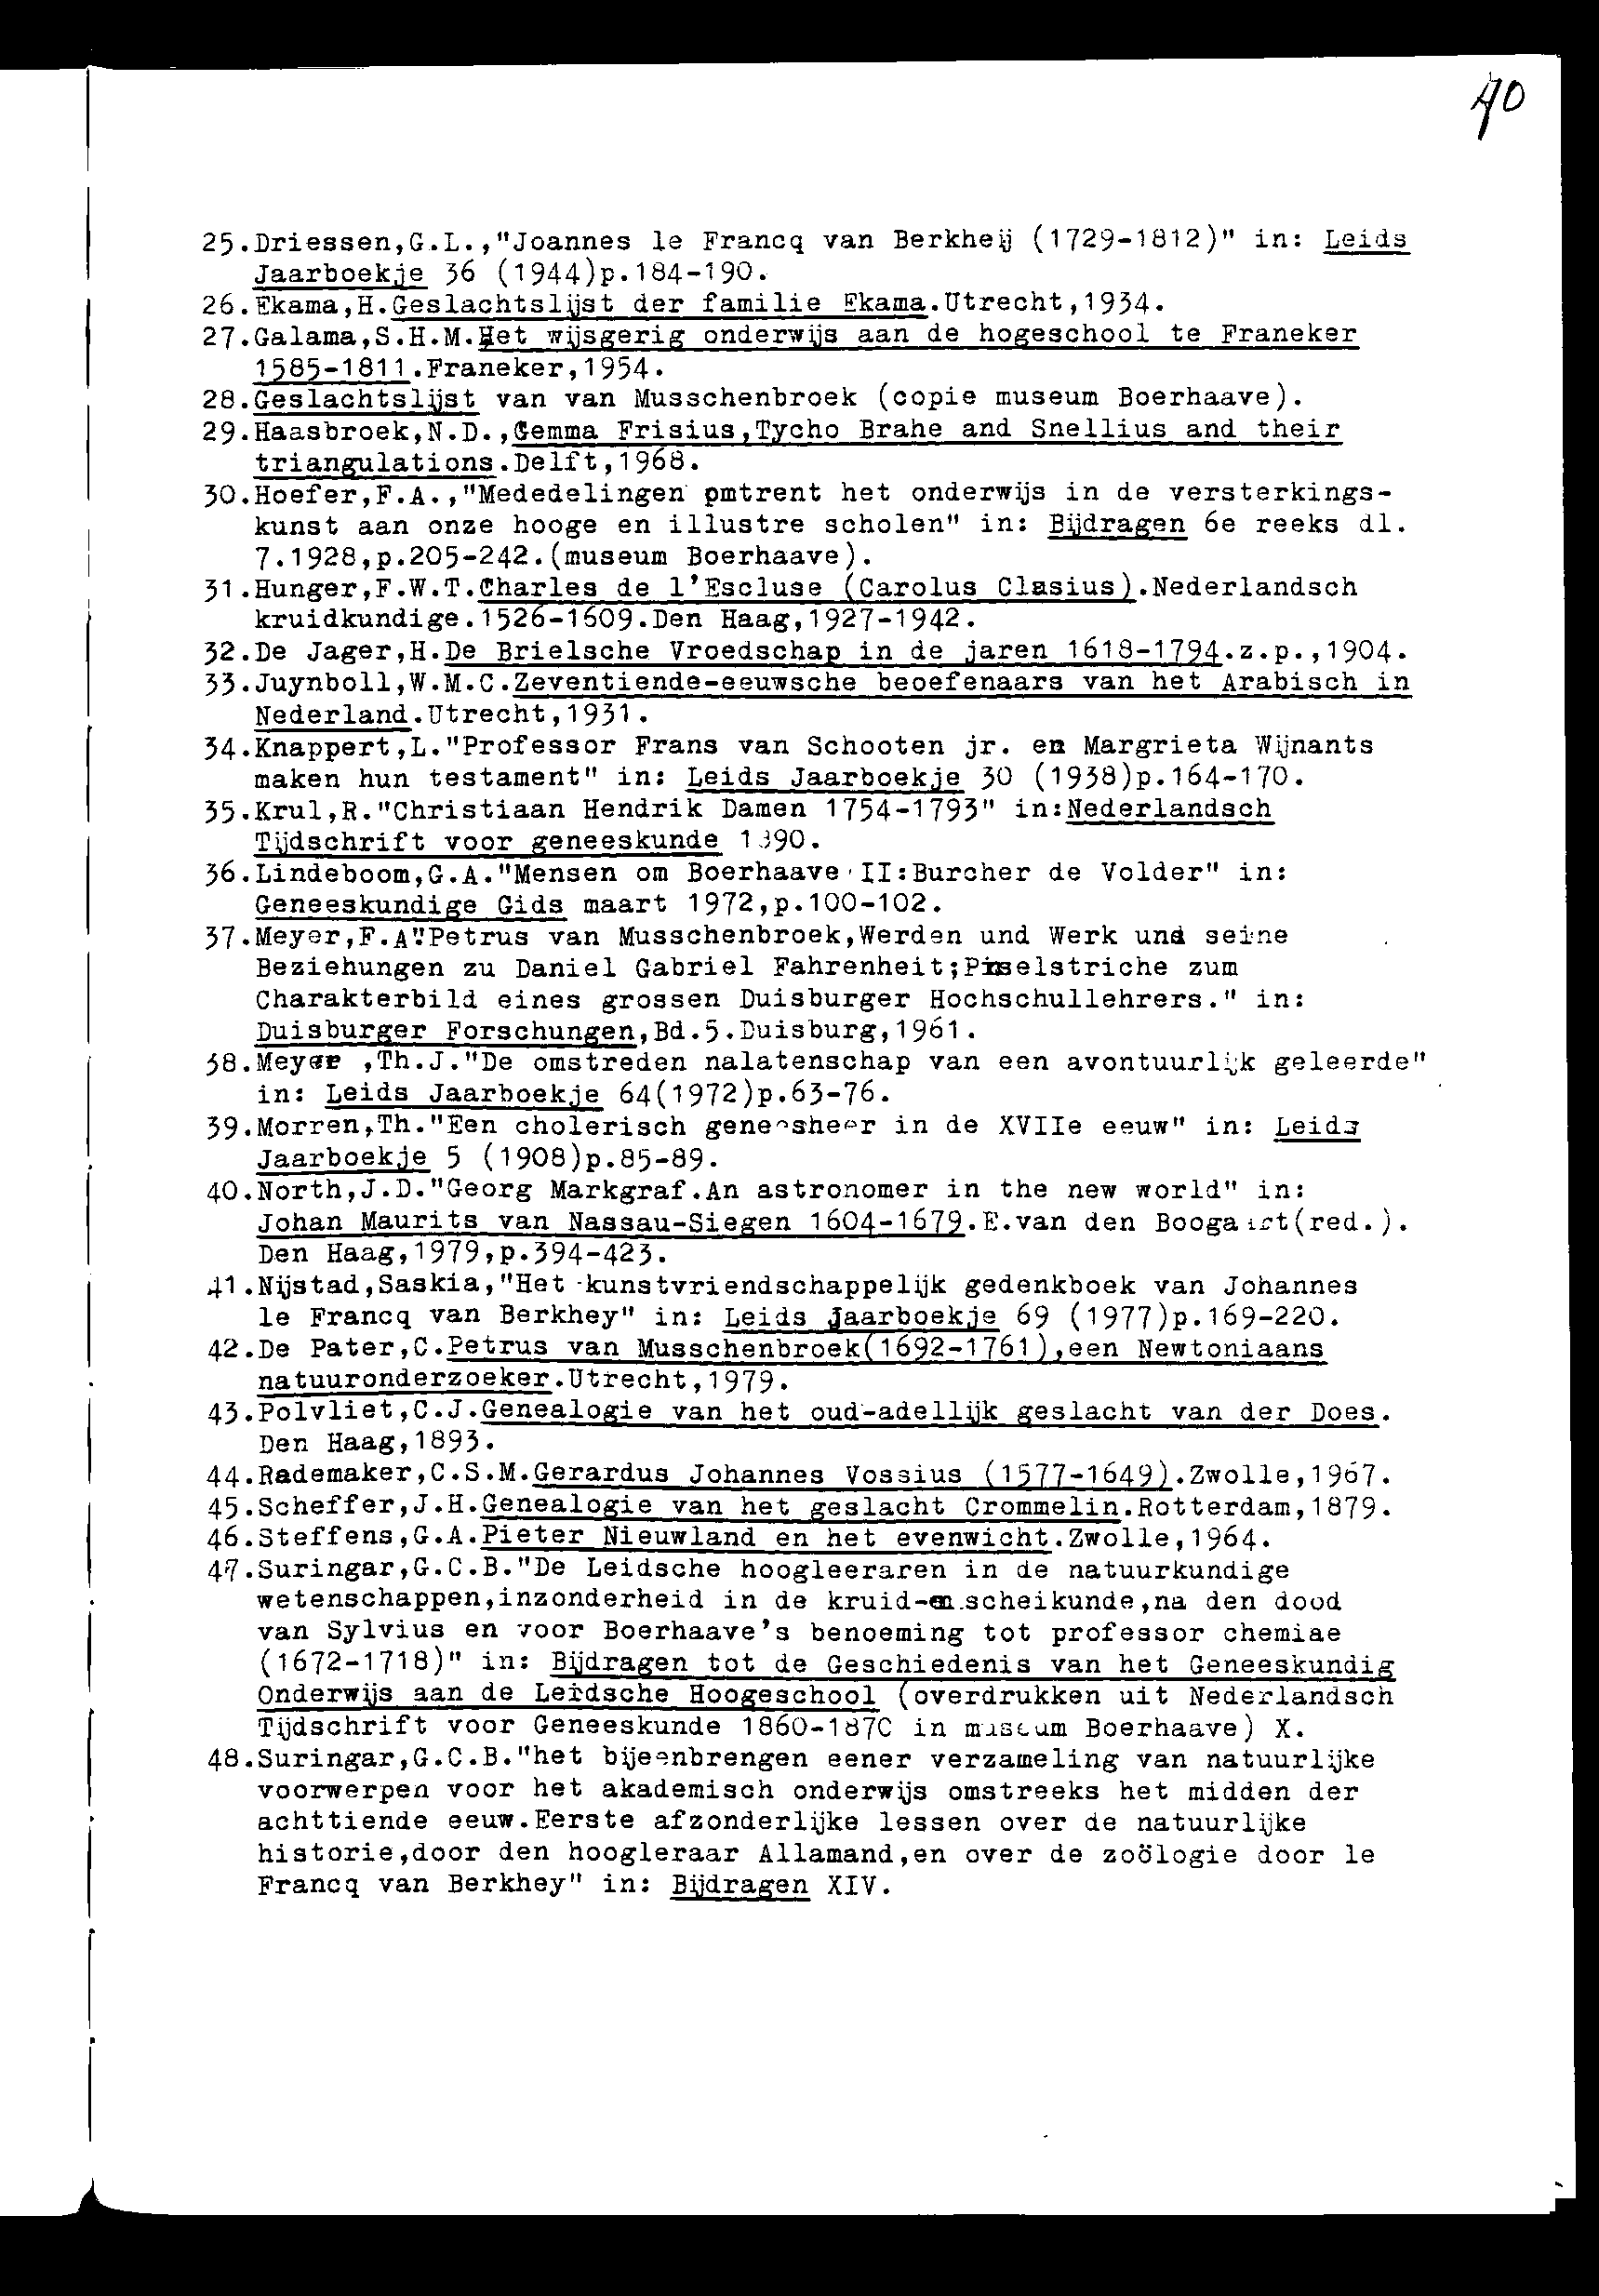 40
25.Driessen,G.L.,"Joannes le Francq van Berkheij (1729-1812)" in: Leids
Jaarboekje 36 (1944)p.184-190.
26.Ekama,H.Geslachtslijst der familie Ekama.Utrecht,1934.
27.Galama,S.H.M.Het wijsgerig onderwijs aan de hogeschool te Franeker
1585-1811.Franeker,1954.
28.Geslachtslijst van van Musschenbroek (copie museum Boerhaave).
29.Haasbroek,N.D.,Gemma Frisius,Tycho Brahe and Snellius and their
triangulations.Delft,1968.
30.Hoefer,F.A.,"Mededelingen pmtrent het onderwijs in de versterkings-
kunst aan onze hooge en illustre scholen" in: Bijdragen 6e reeks dl.
7.1928,p.205-242.(museum Boerhaave).
31.Hunger,F.W.T.Charles de l'Escluse (Carolus Clasius).Nederlandsch
kruidkundige.1526-1609.Den Haag,1927-1942.
32.De Jager,H.De Brielsche Vroedschap in de jaren 1618-1794.z.p.,1904.
33.Juynboll,W.M.C.Zeventiende-eeuwsche beoefenaars van het Arabisch in
Nederland.Utrecht,1931.
34.Knappert,L."Professor Frans van Schooten jr. en Margrieta Wijnants
maken hun testament" in: Leids Jaarboekje 30 (1938)p.164-170.
35.Krul,R."Christiaan Hendrik Damen 1754-1793" in:Nederlandsch
Tijdschrift voor geneeskunde 1890.
36.Lindeboom,G.A."Mensen om Boerhaave II:Burcher de Volder" in:
Geneeskundige Gids maart 1972,p.100-102.
37.Meyer,F.A."Petrus van Musschenbroek,Werden und Werk und seine
Beziehungen zu Daniel Gabriel Fahrenheit;Pinselstriche zum
Charakterbild eines grossen Duisburger Hochschullehrers." in:
Duisburger Forschungen,Bd.5.Duisburg,1961.
38.Meyer ,Th.J."De omstreden nalatenschap van een avontuurlijk geleerde"
in: Leids Jaarboekje 64(1972)p.63-76.
39.Morren,Th."Een cholerisch geneesheer in de XVIIe eeuw" in: Leids
Jaarboekje 5 (1908)p.85-89.
40.North,J.D."Georg Markgraf.An astronomer in the new world" in:
Johan Maurits van Nassau-Siegen 1604-1679.E.van den Boogaart(red.).
Den Haag,1979,p.394-423.
41.Nijstad,Saskia,"Het kunstvriendschappelijk gedenkboek van Johannes
le Francq van Berkhey" in: Leids Jaarboekje 69 (1977)p.169-220.
42.De Pater,C.Petrus van Musschenbroek(1692-1761),een Newtoniaans
natuuronderzoeker.Utrecht,1979.
43.Polvliet,C.J.Genealogie van het oud-adellijk geslacht van der Does.
Den Haag,1893.
44.Rademaker,C.S.M.Gerardus Johannes Vossius (1577-1649).Zwolle,1967.
45.Scheffer,J.H.Genealogie van het geslacht Crommelin.Rotterdam,1879.
46.Steffens,G.A.Pieter Nieuwland en het evenwicht.Zwolle,1964.
47.Suringar,G.C.B."De Leidsche hoogleeraren in de natuurkundige
wetenschappen,inzonderheid in de kruid-en scheikunde,na den dood
van Sylvius en voor Boerhaave's benoeming tot professor chemiae
(1672-1718)" in: Bijdragen tot de Geschiedenis van het Geneeskundig
Onderwijs aan de Leidsche Hoogeschool (overdrukken uit Nederlandsch
Tijdschrift voor Geneeskunde 1860-1870 in museum Boerhaave) X.
48.Suringar,G.C.B."het bijeenbrengen eener verzameling van natuurlijke
voorwerpen voor het akademisch onderwijs omstreeks het midden der
achttiende eeuw.Eerste afzonderlijke lessen over de natuurlijke
historie,door den hoogleraar Allamand,en over de zoölogie door le
Francq van Berkhey" in: Bijdragen XIV.